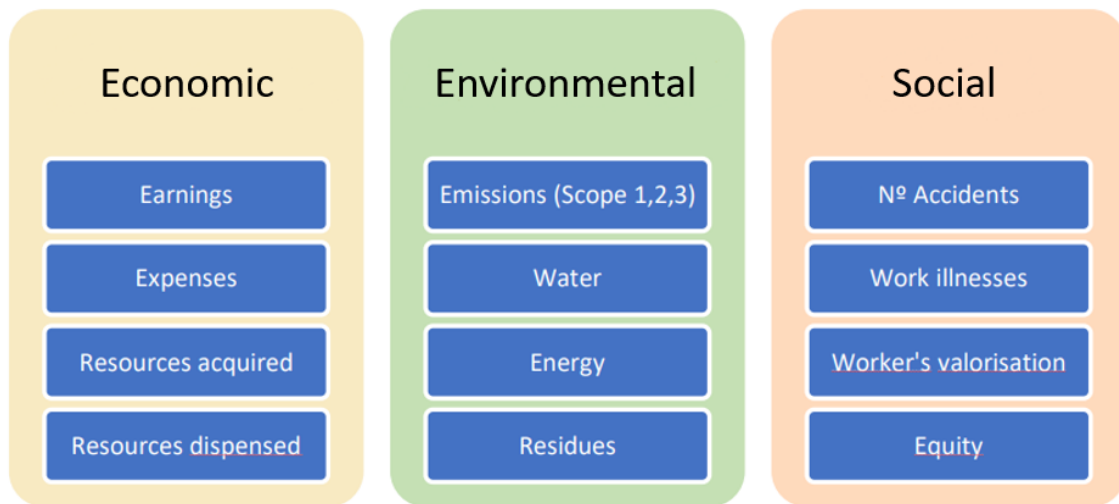 Economic
Earnings
Expenses
Resources acquired
Resources dispensed
Environmental
Emissions (Scope 1,2,3)
Water
Energy
Residues
Social
Nº Accidents
Work illnesses
Worker's valorisation
Equity